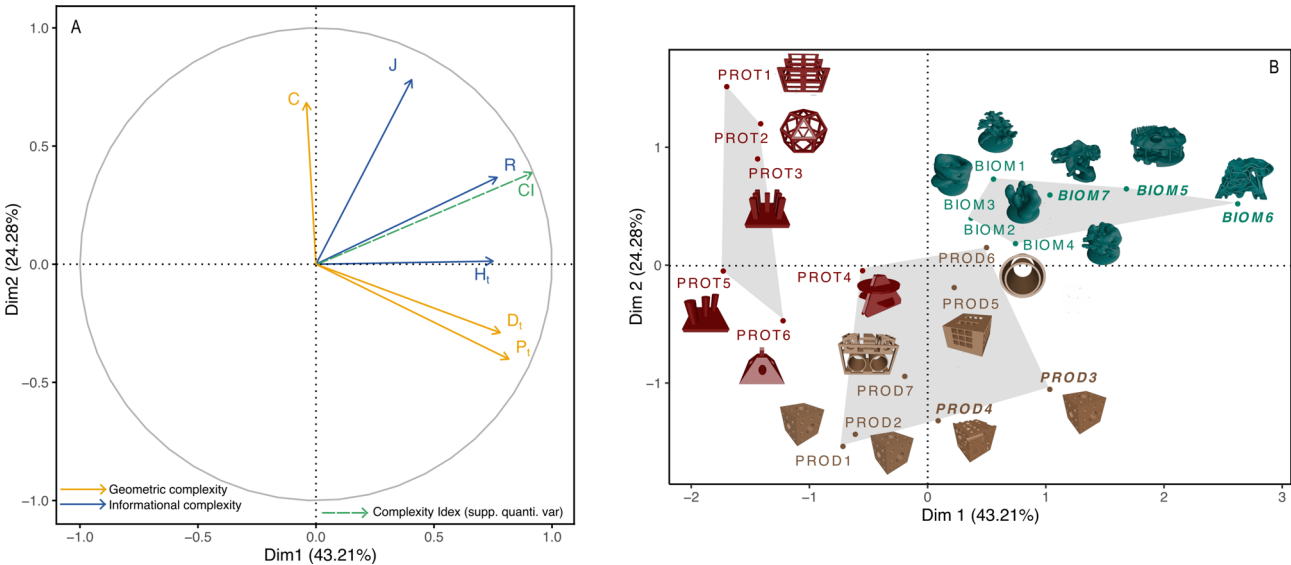 A
1.0
0.5
0.0
−0.5
−1.0
Dim2 (24.28%)
C
J
R
CI
Ht
Dt
Pt
Geometric complexity
Informational complexity
Complexity Idex (supp. quanti. var)
−1.0
−0.5
0.0
0.5
1.0
Dim1 (43.21%)
B
1
0
−1
Dim 2 (24.28%)
PROT1
PROT2
PROT3
PROT5
PROT4
PROT6
BIOM1
BIOM3
BIOM7
BIOM5
BIOM6
BIOM2
BIOM4
PROD6
PROD5
PROD7
PROD3
PROD4
PROD2
PROD1
−2
−1
0
1
2
3
Dim 1 (43.21%)